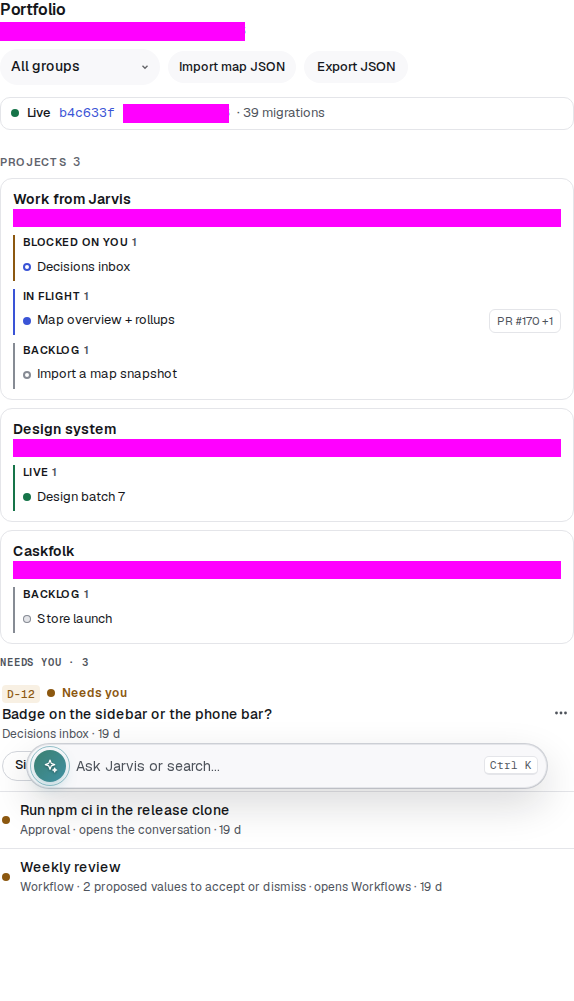 Portfolio
All groups
Import map JSON
Export JSON
Live b4c633f · 39 migrations
PROJECTS 3
Work from Jarvis
BLOCKED ON YOU 1
Decisions inbox
IN FLIGHT 1
Map overview + rollups
PR #170 +1
BACKLOG 1
Import a map snapshot
Design system
LIVE 1
Design batch 7
Caskfolk
BACKLOG 1
Store launch
NEEDS YOU · 3
D-12 Needs you
Badge on the sidebar or the phone bar?
Decisions inbox · 19 d
Ask Jarvis or search...
Ctrl K
Run npm ci in the release clone
Approval · opens the conversation · 19 d
Weekly review
Workflow · 2 proposed values to accept or dismiss · opens Workflows · 19 d